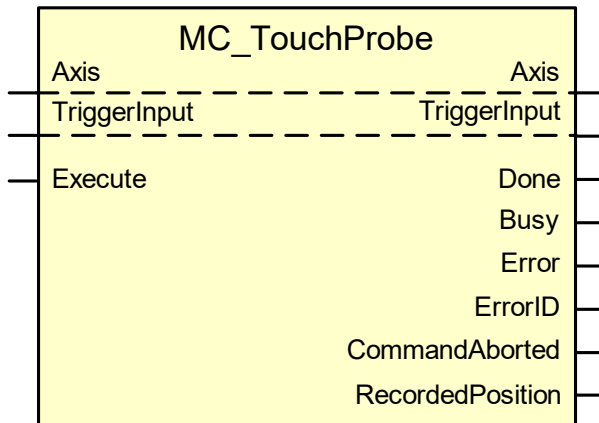 MC_TouchProbe
Axis Axis
TriggerInput TriggerInput
Execute Done
Busy
Error
ErrorID
CommandAborted
RecordedPosition